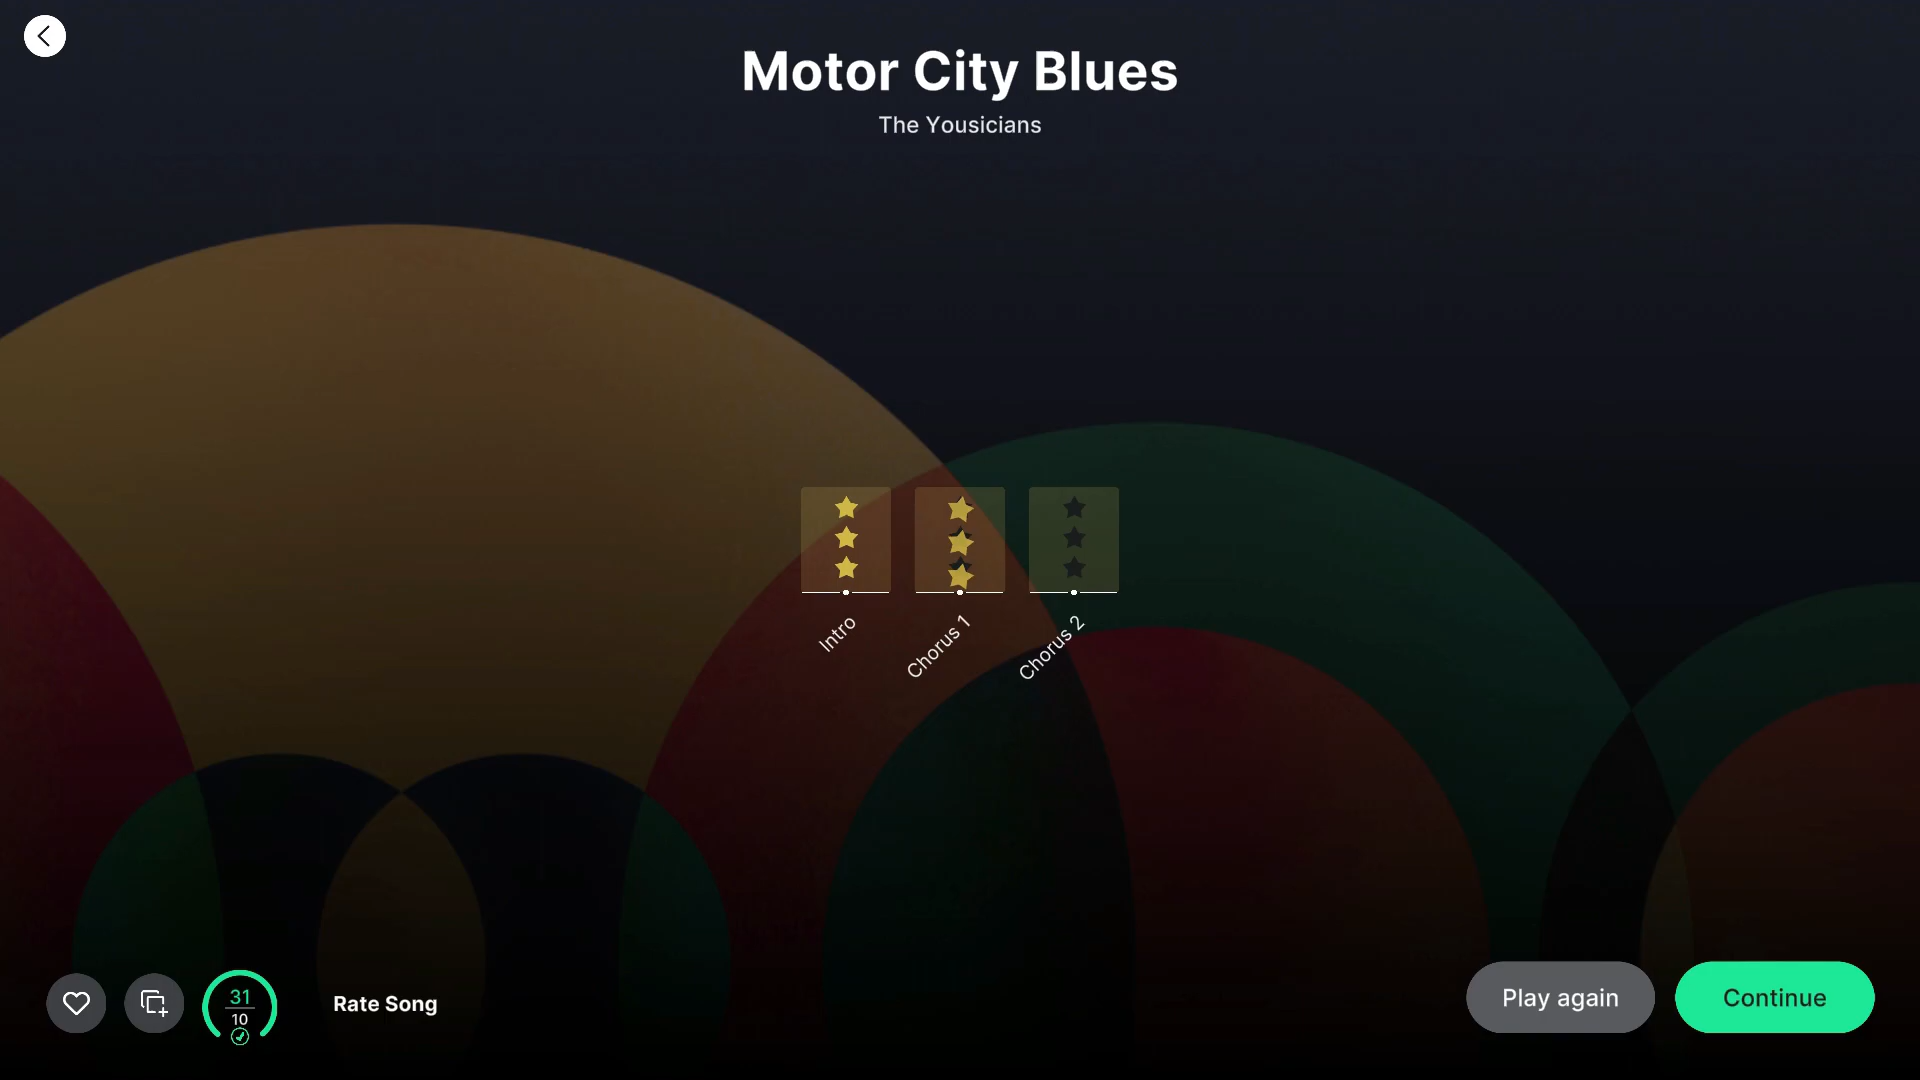 Motor City Blues
The Yousicians
Intro
Chorus 1
Chorus 2
31
10
Rate Song
Play again
Continue